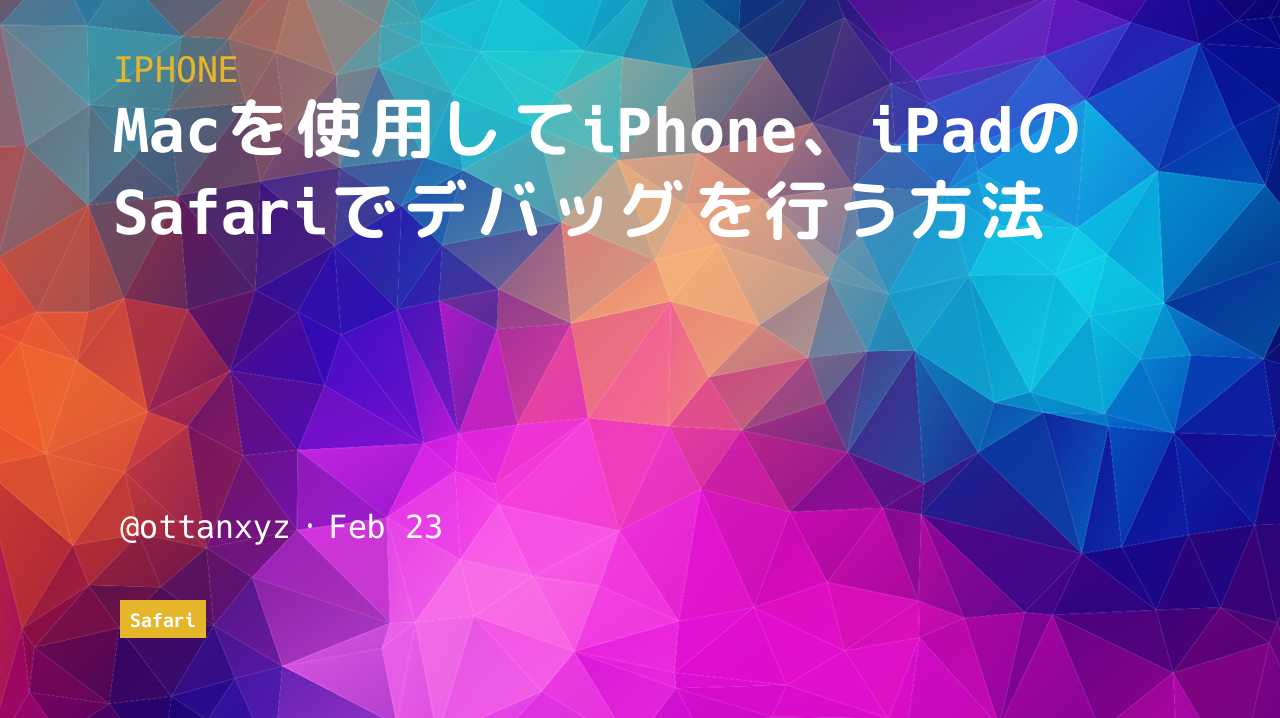 IPHONE
Macを使用してiPhone、iPadの
Safariでデバッグを行う方法
@ottanxyz・Feb 23
Safari